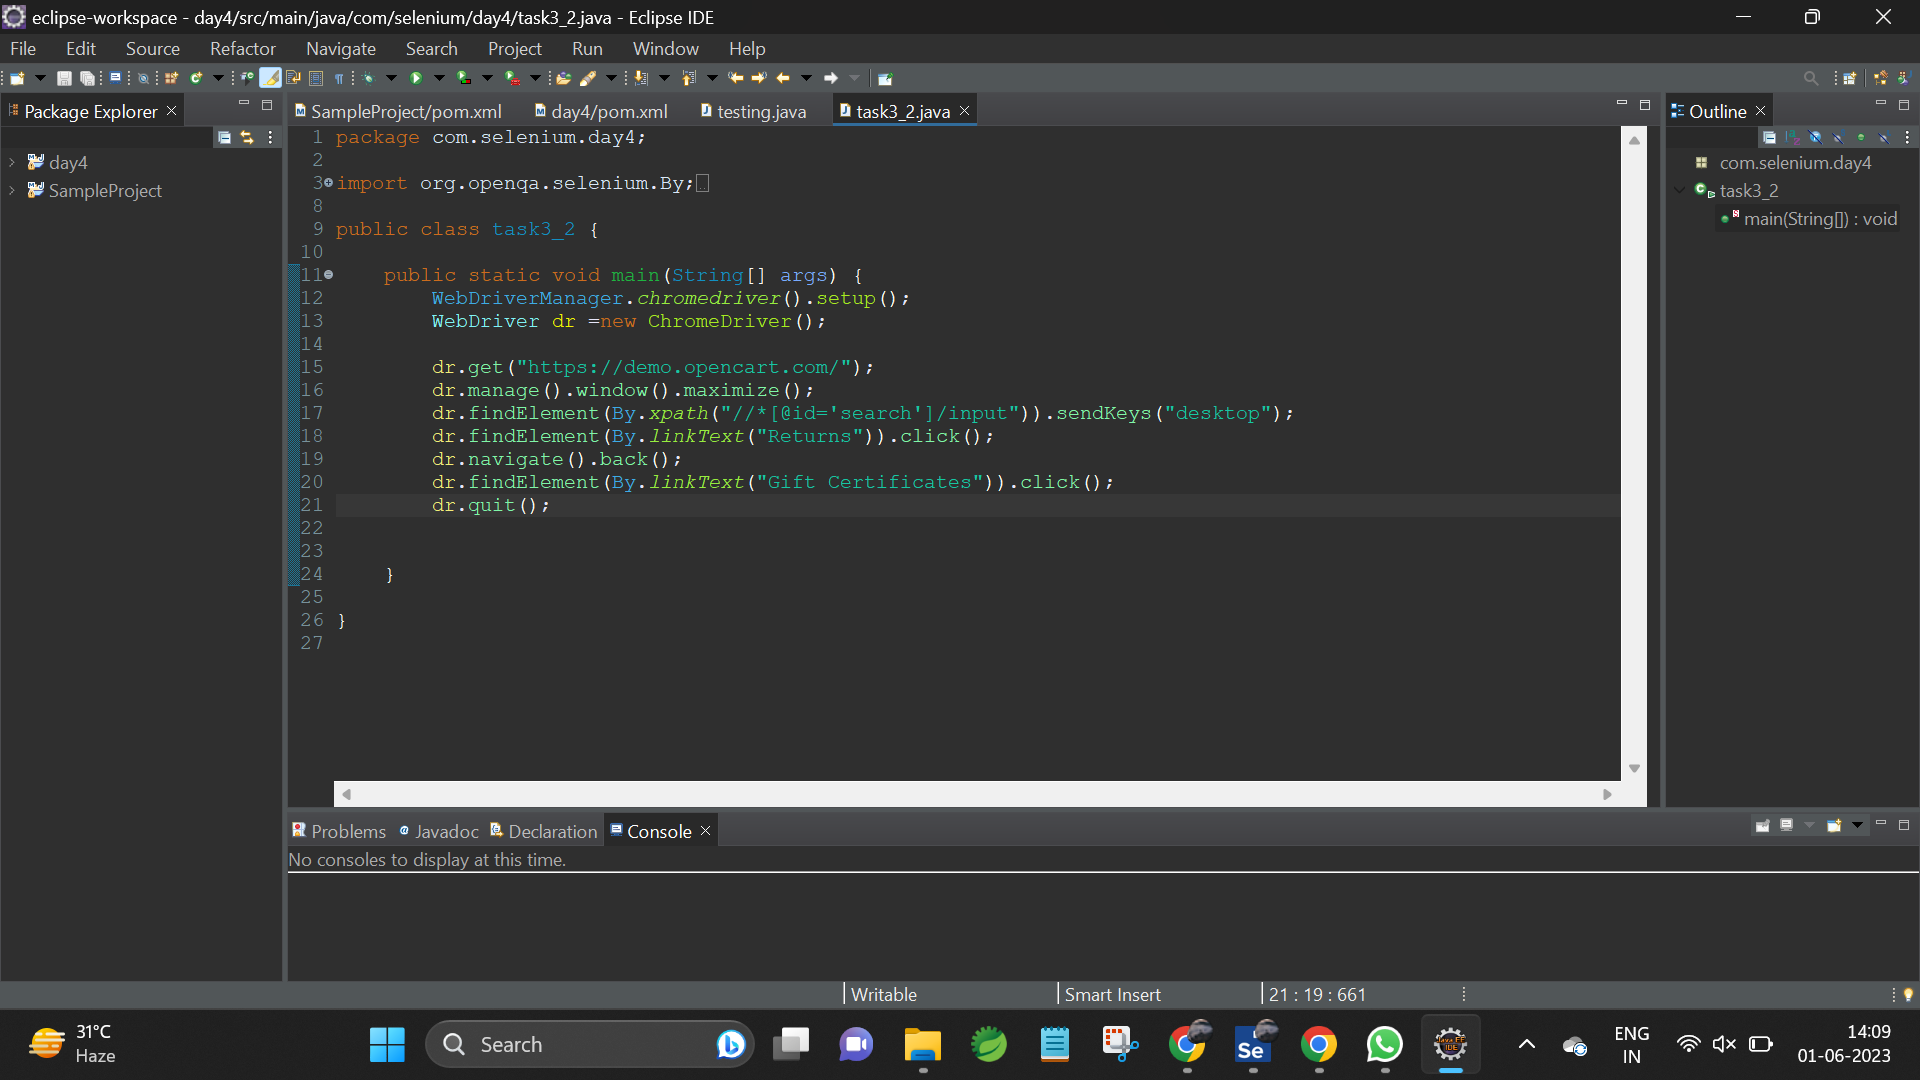 eclipse-workspace - day4/src/main/java/com/selenium/day4/task3_2.java - Eclipse IDE
File Edit Source Refactor Navigate Search Project Run Window Help
Package Explorer
SampleProject/pom.xml day4/pom.xml testing.java task3_2.java
Outline
day4
SampleProject
1 package com.selenium.day4;
2
3 import org.openqa.selenium.By;
8
9 public class task3_2 {
10
11 public static void main(String[] args) {
12 WebDriverManager.chromedriver().setup();
13 WebDriver dr =new ChromeDriver();
14
15 dr.get("https://demo.opencart.com/");
16 dr.manage().window().maximize();
17 dr.findElement(By.xpath("//*[@id='search']/input")).sendKeys("desktop");
18 dr.findElement(By.linkText("Returns")).click();
19 dr.navigate().back();
20 dr.findElement(By.linkText("Gift Certificates")).click();
21 dr.quit();
22
23
24 }
25
26 }
27
com.selenium.day4
task3_2
main(String[]) : void
Problems Javadoc Declaration Console
No consoles to display at this time.
Writable Smart Insert 21 : 19 : 661
31°C
Haze
Search
Se
Java EE
IDE
ENG
IN
14:09
01-06-2023